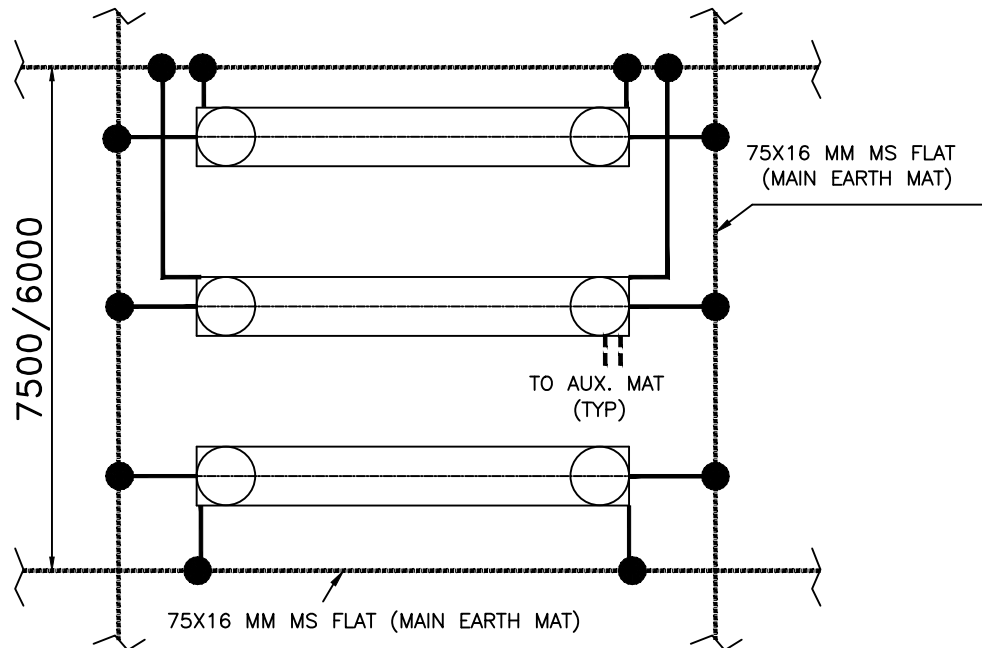 75X16 MM MS FLAT
(MAIN EARTH MAT)
7500/6000
TO AUX. MAT
(TYP)
75X16 MM MS FLAT (MAIN EARTH MAT)